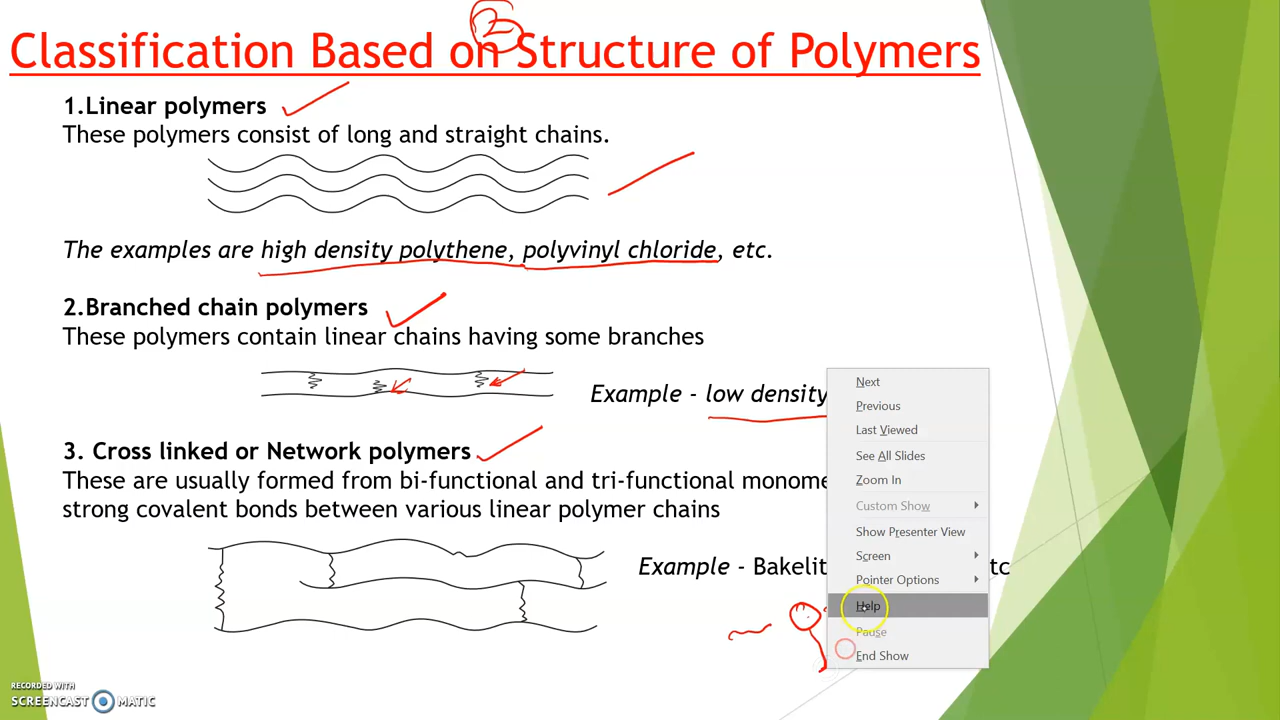 2
Classification Based on Structure of Polymers
1.Linear polymers
These polymers consist of long and straight chains.
The examples are high density polythene, polyvinyl chloride, etc.
2.Branched chain polymers
These polymers contain linear chains having some branches
Example - low density
3. Cross linked or Network polymers
These are usually formed from bi-functional and tri-functional
strong covalent bonds between various linear polymer chains
Example -
Next
Previous
Last Viewed
See All Slides
Zoom In
Custom Show
Show Presenter View
Screen
Pointer Options
Help
Pause
End Show
RECORDED WITH
SCREENCAST MATIC